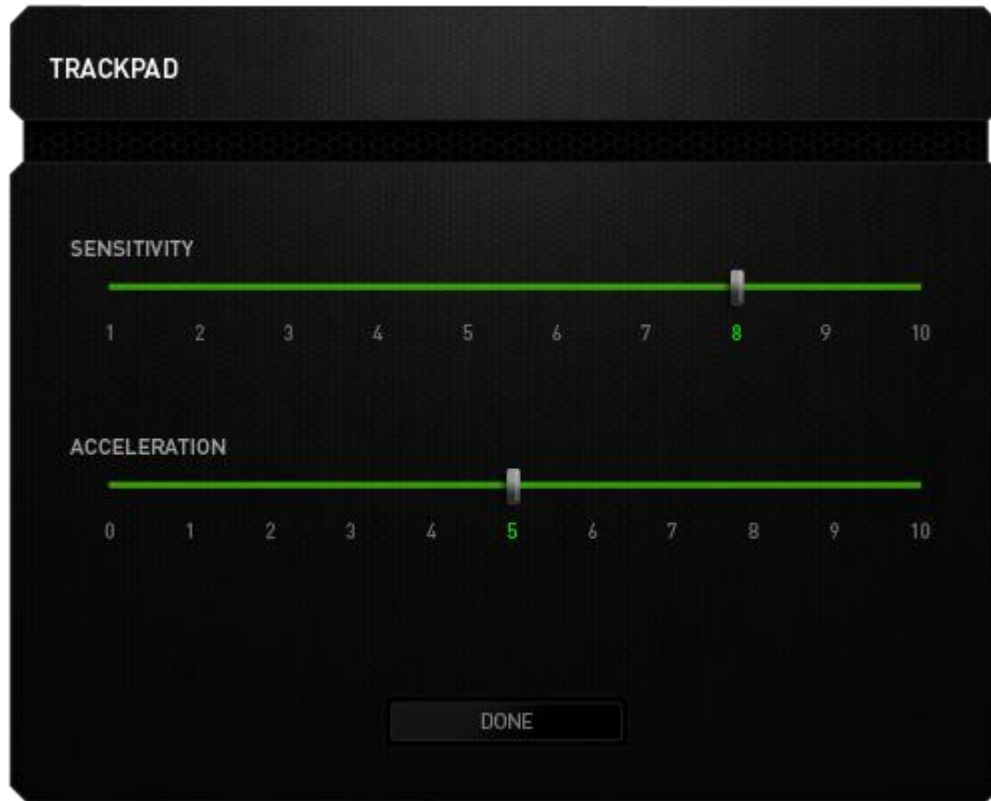 TRACKPAD
SENSITIVITY
1 2 3 4 5 6 7 8 9 10
ACCELERATION
0 1 2 3 4 5 6 7 8 9 10
DONE